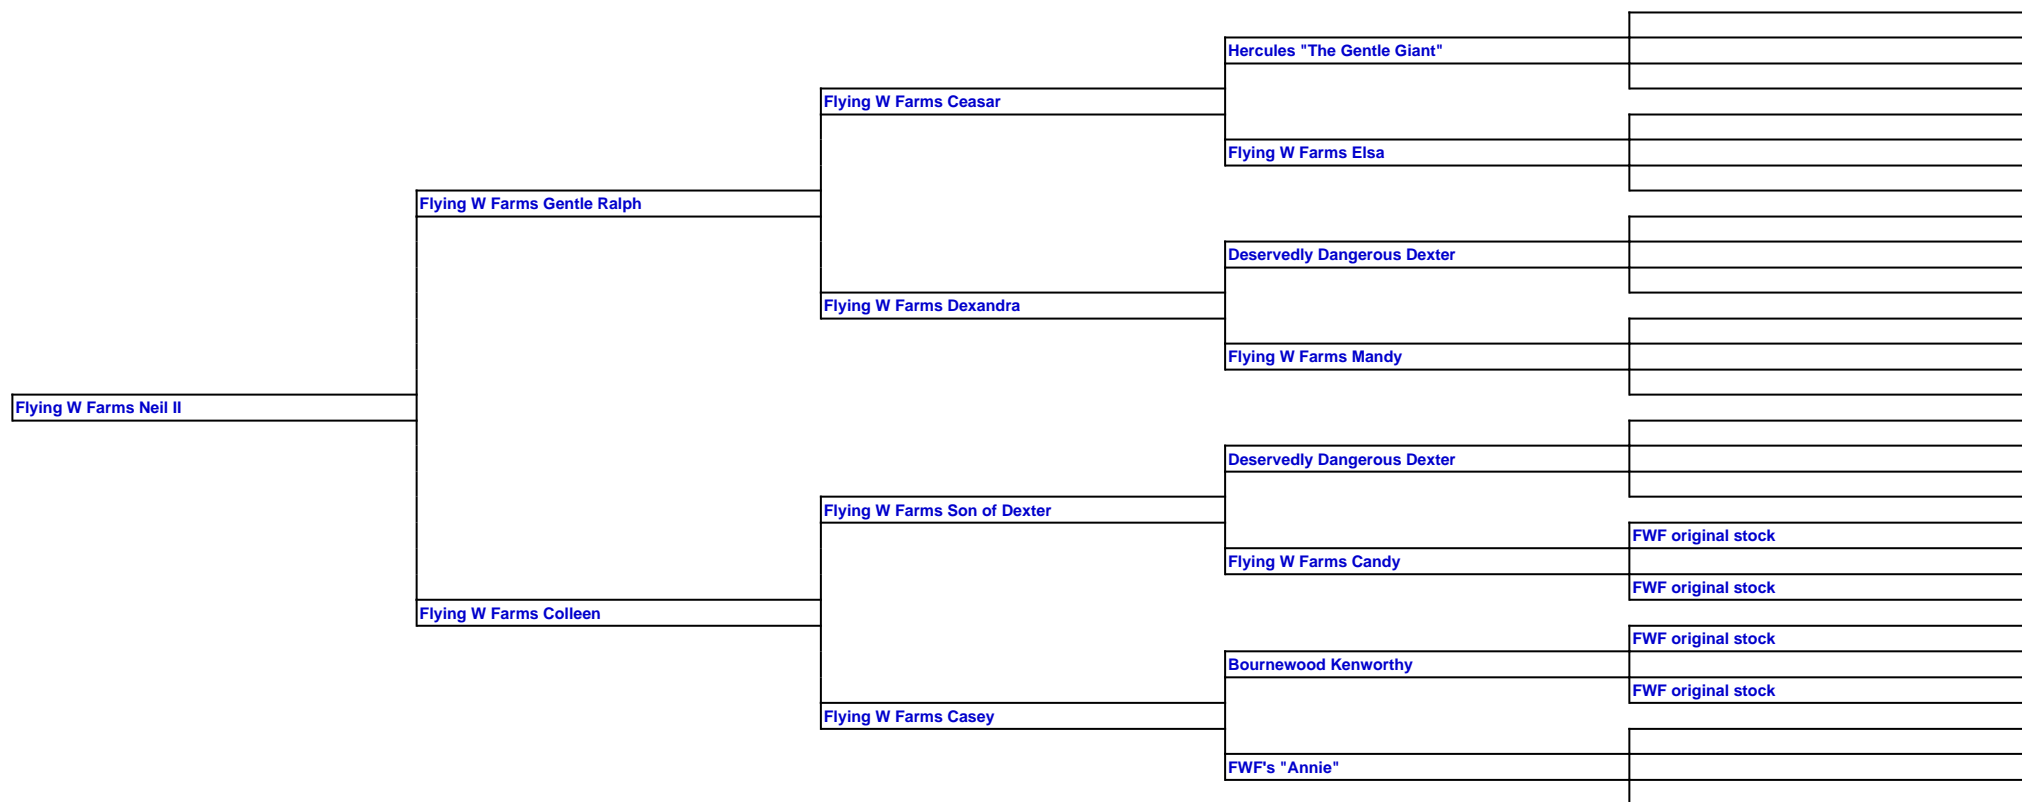 Hercules "The Gentle Giant"
Flying W Farms Ceasar
Flying W Farms Elsa
Flying W Farms Gentle Ralph
Deservedly Dangerous Dexter
Flying W Farms Dexandra
Flying W Farms Mandy
Flying W Farms Neil II
Deservedly Dangerous Dexter
Flying W Farms Son of Dexter
FWF original stock
Flying W Farms Candy
FWF original stock
Flying W Farms Colleen
FWF original stock
Bournewood Kenworthy
FWF original stock
Flying W Farms Casey
FWF's "Annie"